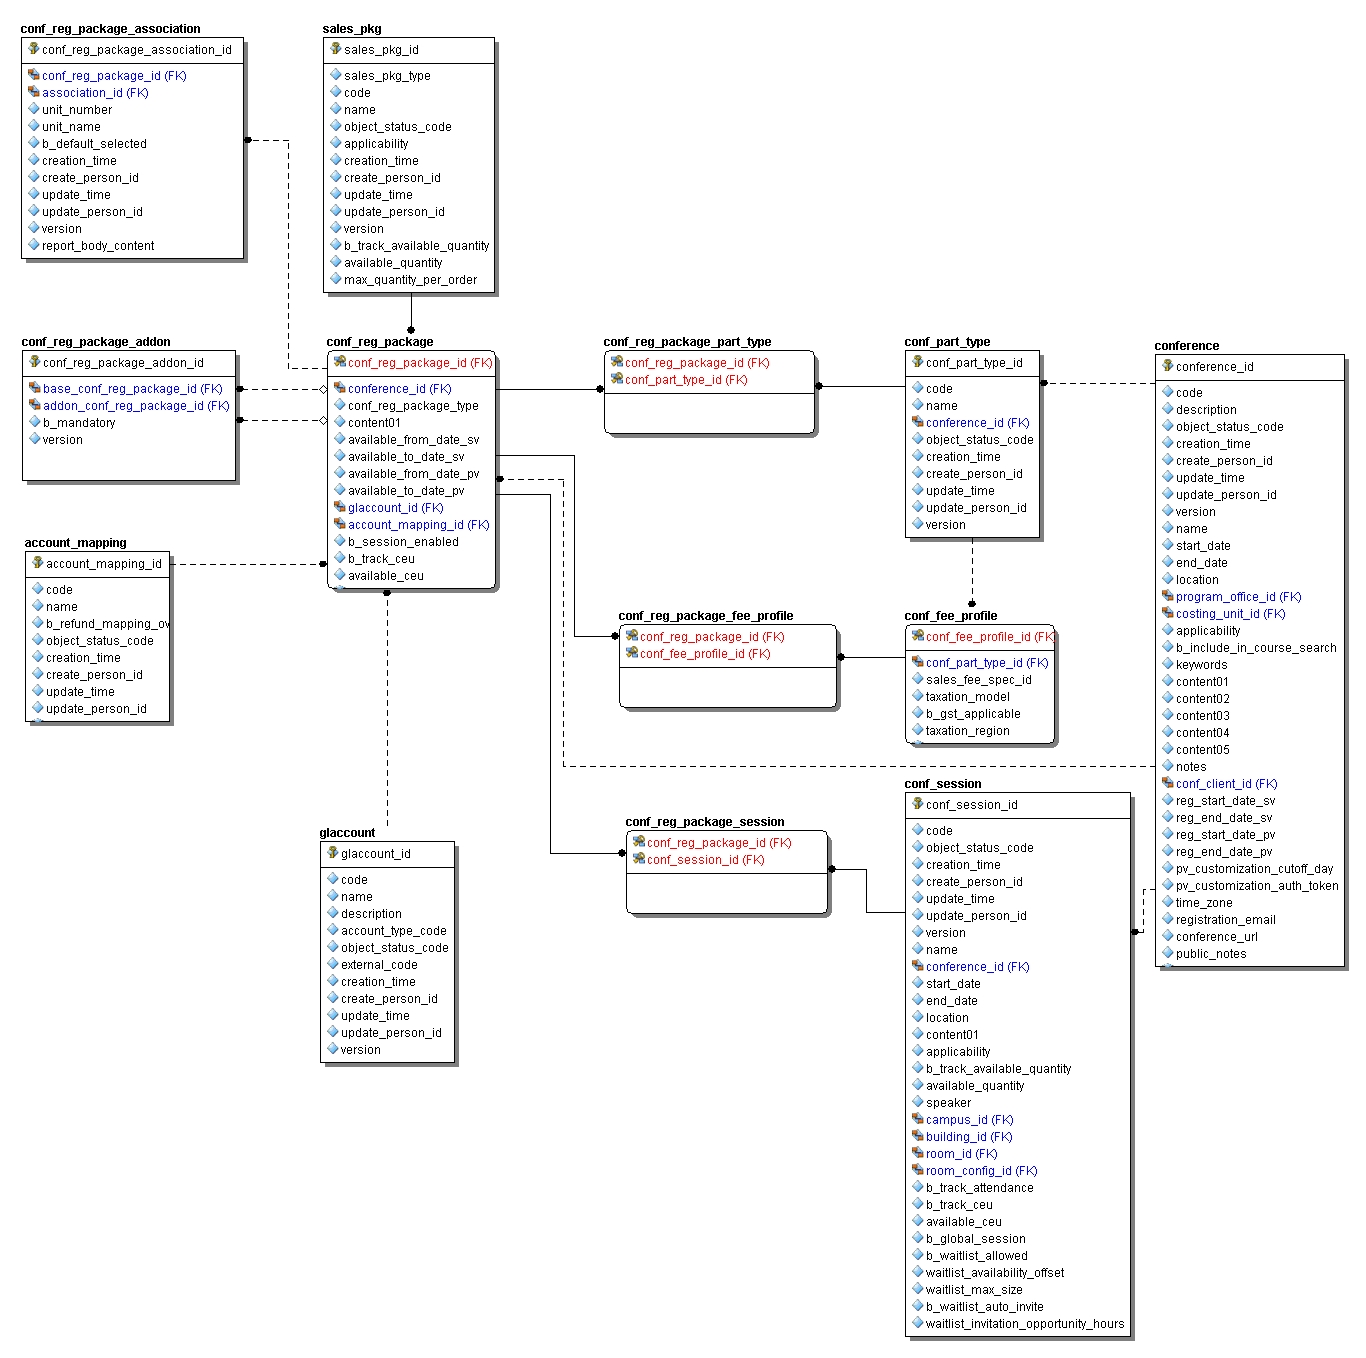 conf_reg_package_association
conf_reg_package_association_id
conf_reg_package_id (FK)
association_id (FK)
unit_number
unit_name
b_default_selected
creation_time
create_person_id
update_time
update_person_id
version
report_body_content
sales_pkg
sales_pkg_id
sales_pkg_type
code
name
object_status_code
applicability
creation_time
create_person_id
update_time
update_person_id
version
b_track_available_quantity
available_quantity
max_quantity_per_order
conf_reg_package_addon
conf_reg_package_addon_id
base_conf_reg_package_id (FK)
addon_conf_reg_package_id (FK)
b_mandatory
version
conf_reg_package
conf_reg_package_id (FK)
conference_id (FK)
conf_reg_package_type
content01
available_from_date_sv
available_to_date_sv
available_from_date_pv
available_to_date_pv
glaccount_id (FK)
account_mapping_id (FK)
b_session_enabled
b_track_ceu
available_ceu
conf_reg_package_part_type
conf_reg_package_id (FK)
conf_part_type_id (FK)
conf_part_type
conf_part_type_id
code
name
conference_id (FK)
object_status_code
creation_time
create_person_id
update_time
update_person_id
version
conference
conference_id
code
description
object_status_code
creation_time
create_person_id
update_time
update_person_id
version
name
start_date
end_date
location
program_office_id (FK)
costing_unit_id (FK)
applicability
b_include_in_course_search
keywords
content01
content02
content03
content04
content05
notes
conf_client_id (FK)
reg_start_date_sv
reg_end_date_sv
reg_start_date_pv
reg_end_date_pv
pv_customization_cutoff_day
pv_customization_auth_token
time_zone
registration_email
conference_url
public_notes
account_mapping
account_mapping_id
code
name
b_refund_mapping_ov
object_status_code
creation_time
create_person_id
update_time
update_person_id
conf_reg_package_fee_profile
conf_reg_package_id (FK)
conf_fee_profile_id (FK)
conf_fee_profile
conf_fee_profile_id (FK)
conf_part_type_id (FK)
sales_fee_spec_id
taxation_model
b_gst_applicable
taxation_region
glaccount
glaccount_id
code
name
description
account_type_code
object_status_code
external_code
creation_time
create_person_id
update_time
update_person_id
version
conf_reg_package_session
conf_reg_package_id (FK)
conf_session_id (FK)
conf_session
conf_session_id
code
object_status_code
creation_time
create_person_id
update_time
update_person_id
version
name
conference_id (FK)
start_date
end_date
location
content01
applicability
b_track_available_quantity
available_quantity
speaker
campus_id (FK)
building_id (FK)
room_id (FK)
room_config_id (FK)
b_track_attendance
b_track_ceu
available_ceu
b_global_session
b_waitlist_allowed
waitlist_availability_offset
waitlist_max_size
b_waitlist_auto_invite
waitlist_invitation_opportunity_hours